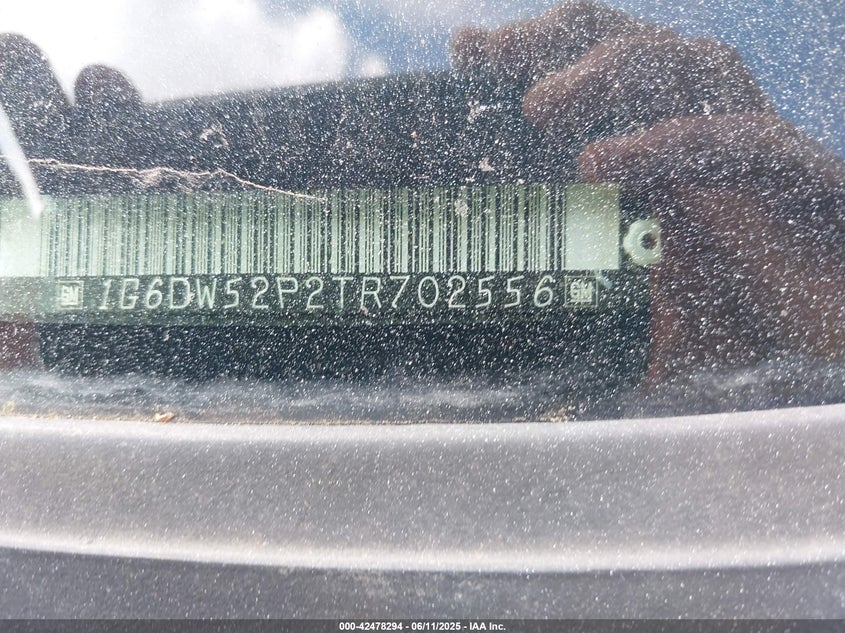 GM 1G6DW52P2TR702556 GM
000-42478294 - 06/11/2025 - IAA Inc.